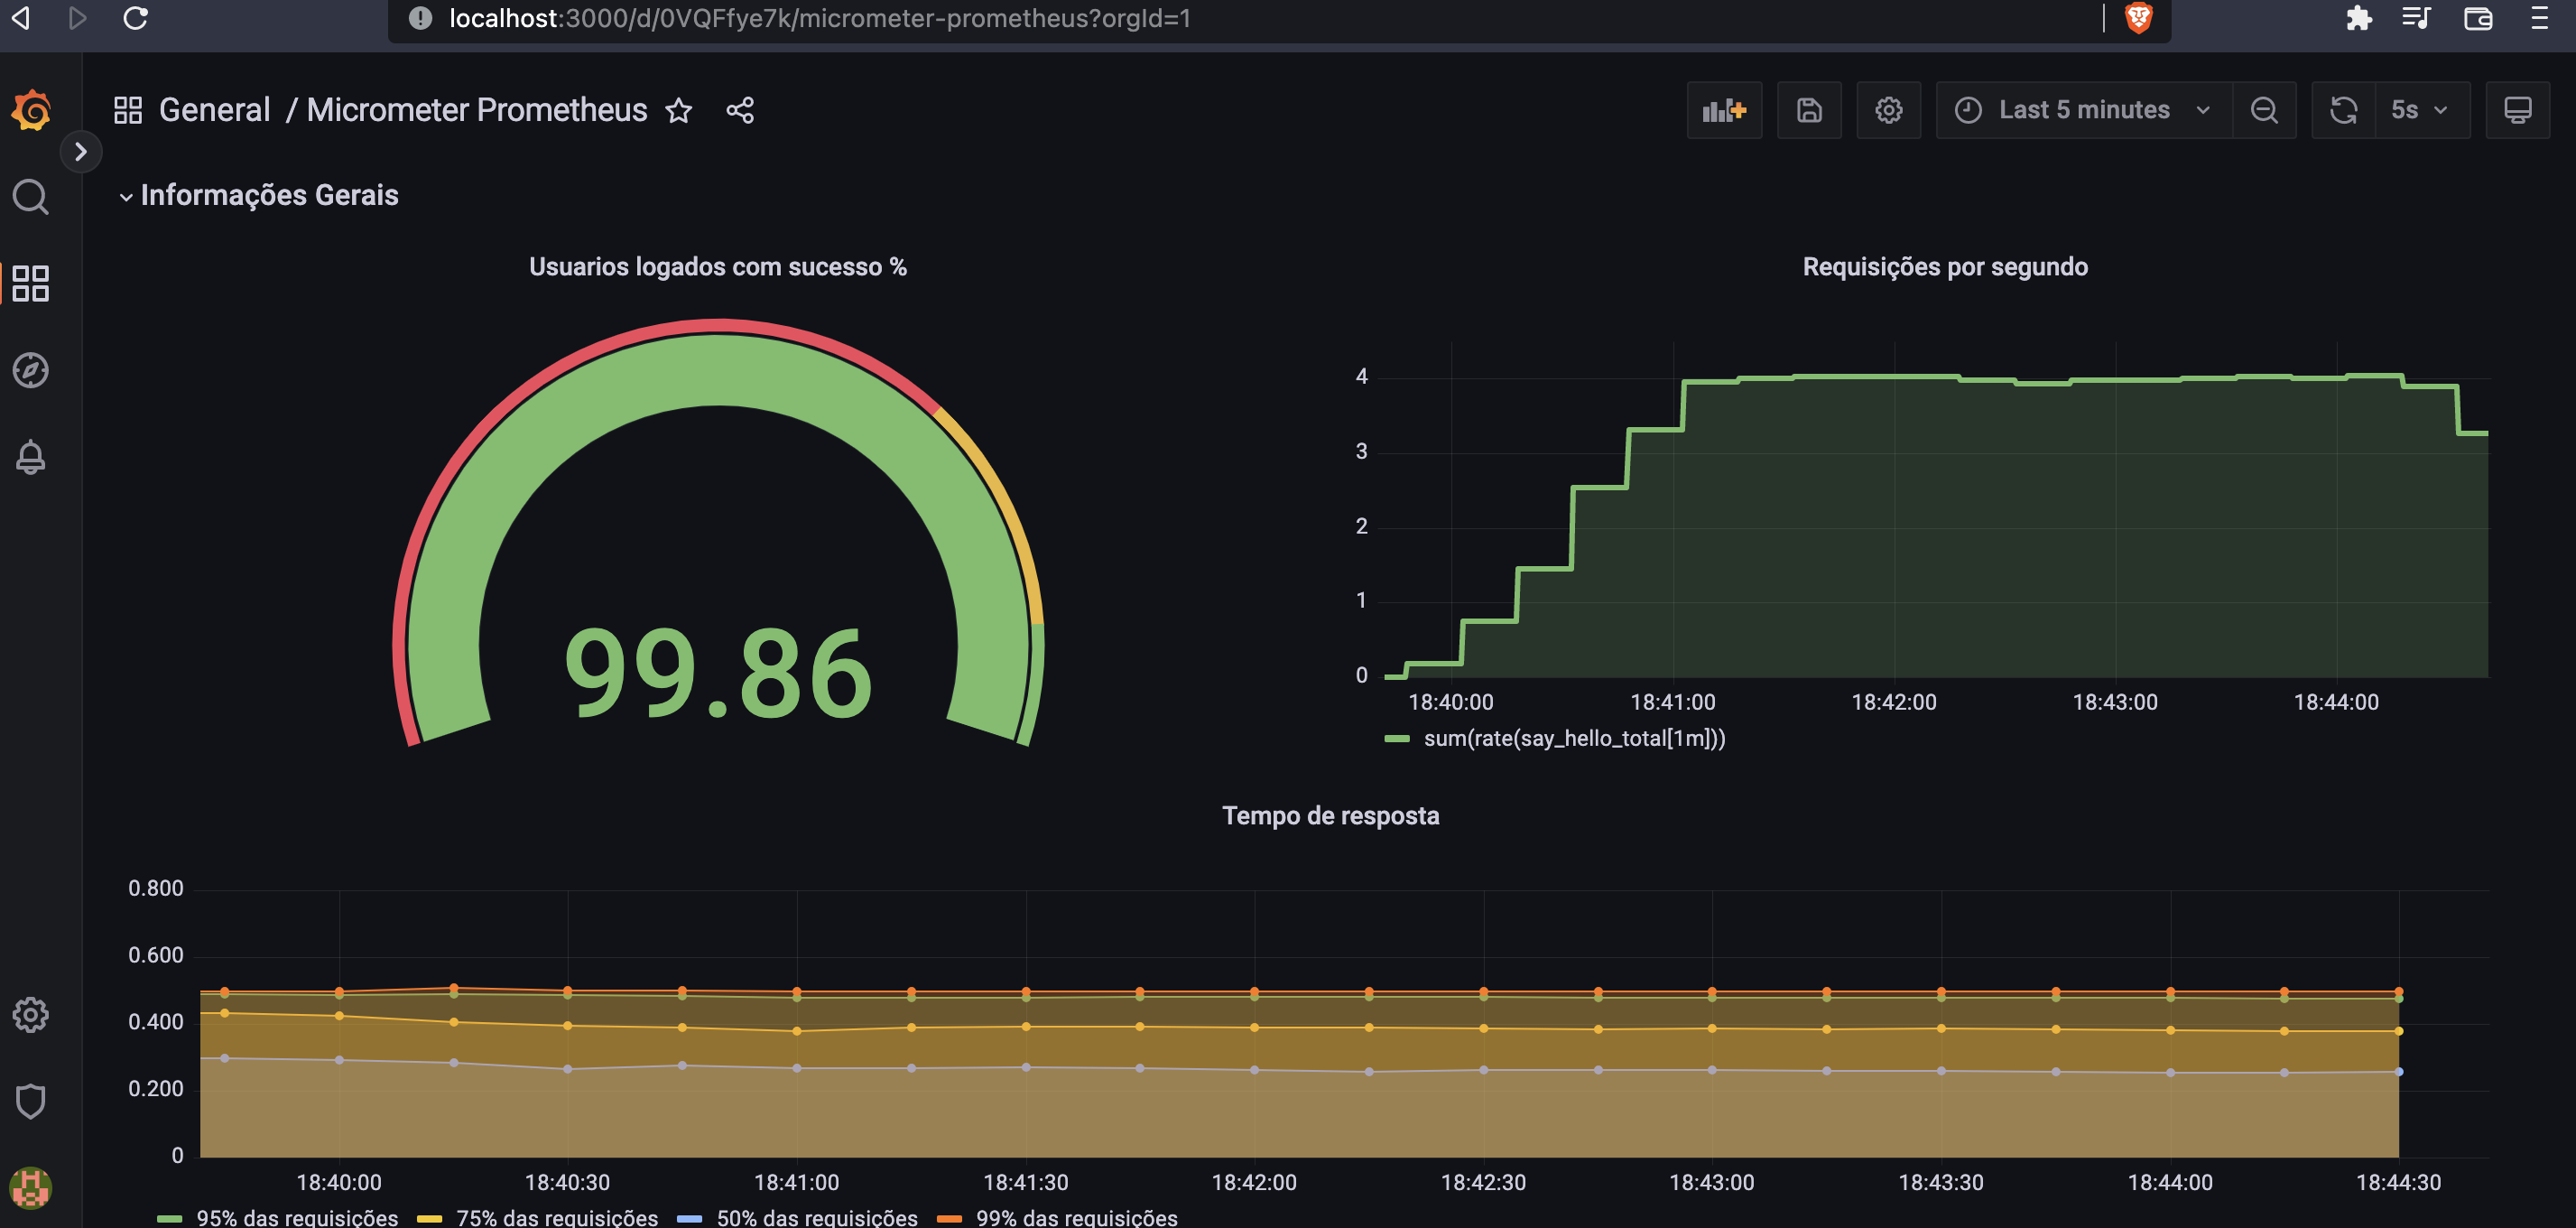 localhost:3000/d/0VQFfye7k/micrometer-prometheus?orgId=1
General / Micrometer Prometheus
Last 5 minutes
5s
Informações Gerais
Usuarios logados com sucesso %
99.86
Requisições por segundo
4
3
2
1
0
18:40:00 18:41:00 18:42:00 18:43:00 18:44:00
sum(rate(say_hello_total[1m]))
Tempo de resposta
0.800
0.600
0.400
0.200
0
18:40:00 18:40:30 18:41:00 18:41:30 18:42:00 18:42:30 18:43:00 18:43:30 18:44:00 18:44:30
95% das requisições 75% das requisições 50% das requisições 99% das requisições